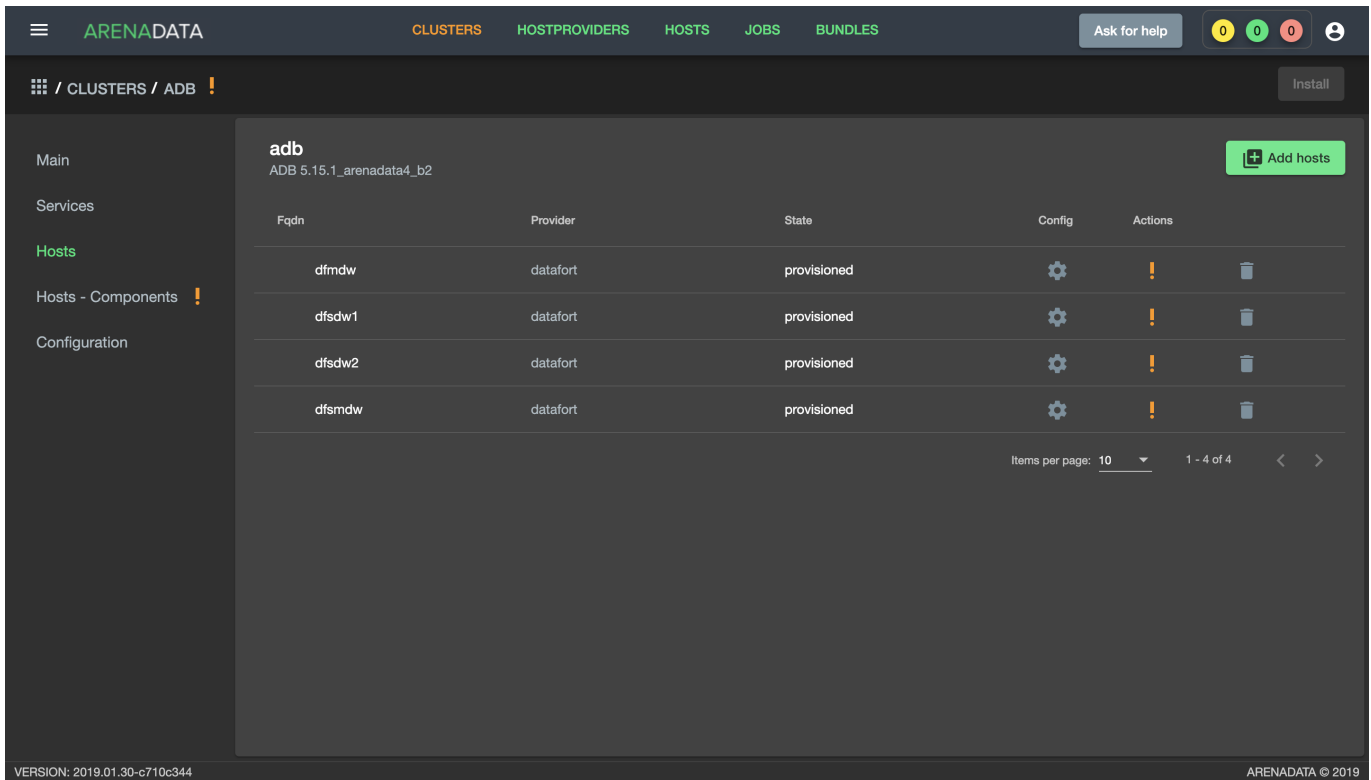 ARENADATA CLUSTERS HOSTPROVIDERS HOSTS JOBS BUNDLES Ask for help 0 0 0
/ CLUSTERS / ADB ! Install
Main
Services
Hosts
Hosts - Components !
Configuration
adb
ADB 5.15.1_arenadata4_b2
Add hosts
Fqdn Provider State Config Actions
dfmdw datafort provisioned !
dfsdw1 datafort provisioned !
dfsdw2 datafort provisioned !
dfsmdw datafort provisioned !
Items per page: 10 1 - 4 of 4
VERSION: 2019.01.30-c710c344 ARENADATA © 2019